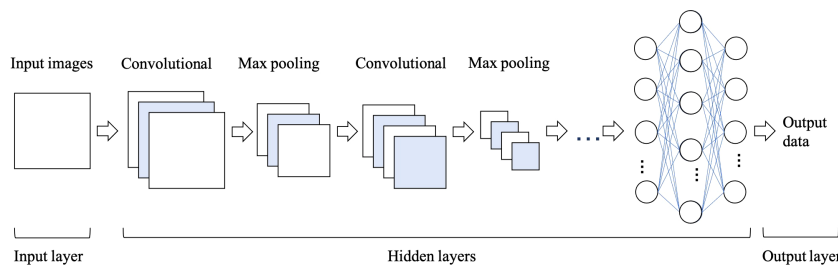 Input images
Convolutional
Max pooling
Convolutional
Max pooling
Output
data
Input layer
Hidden layers
Output layer